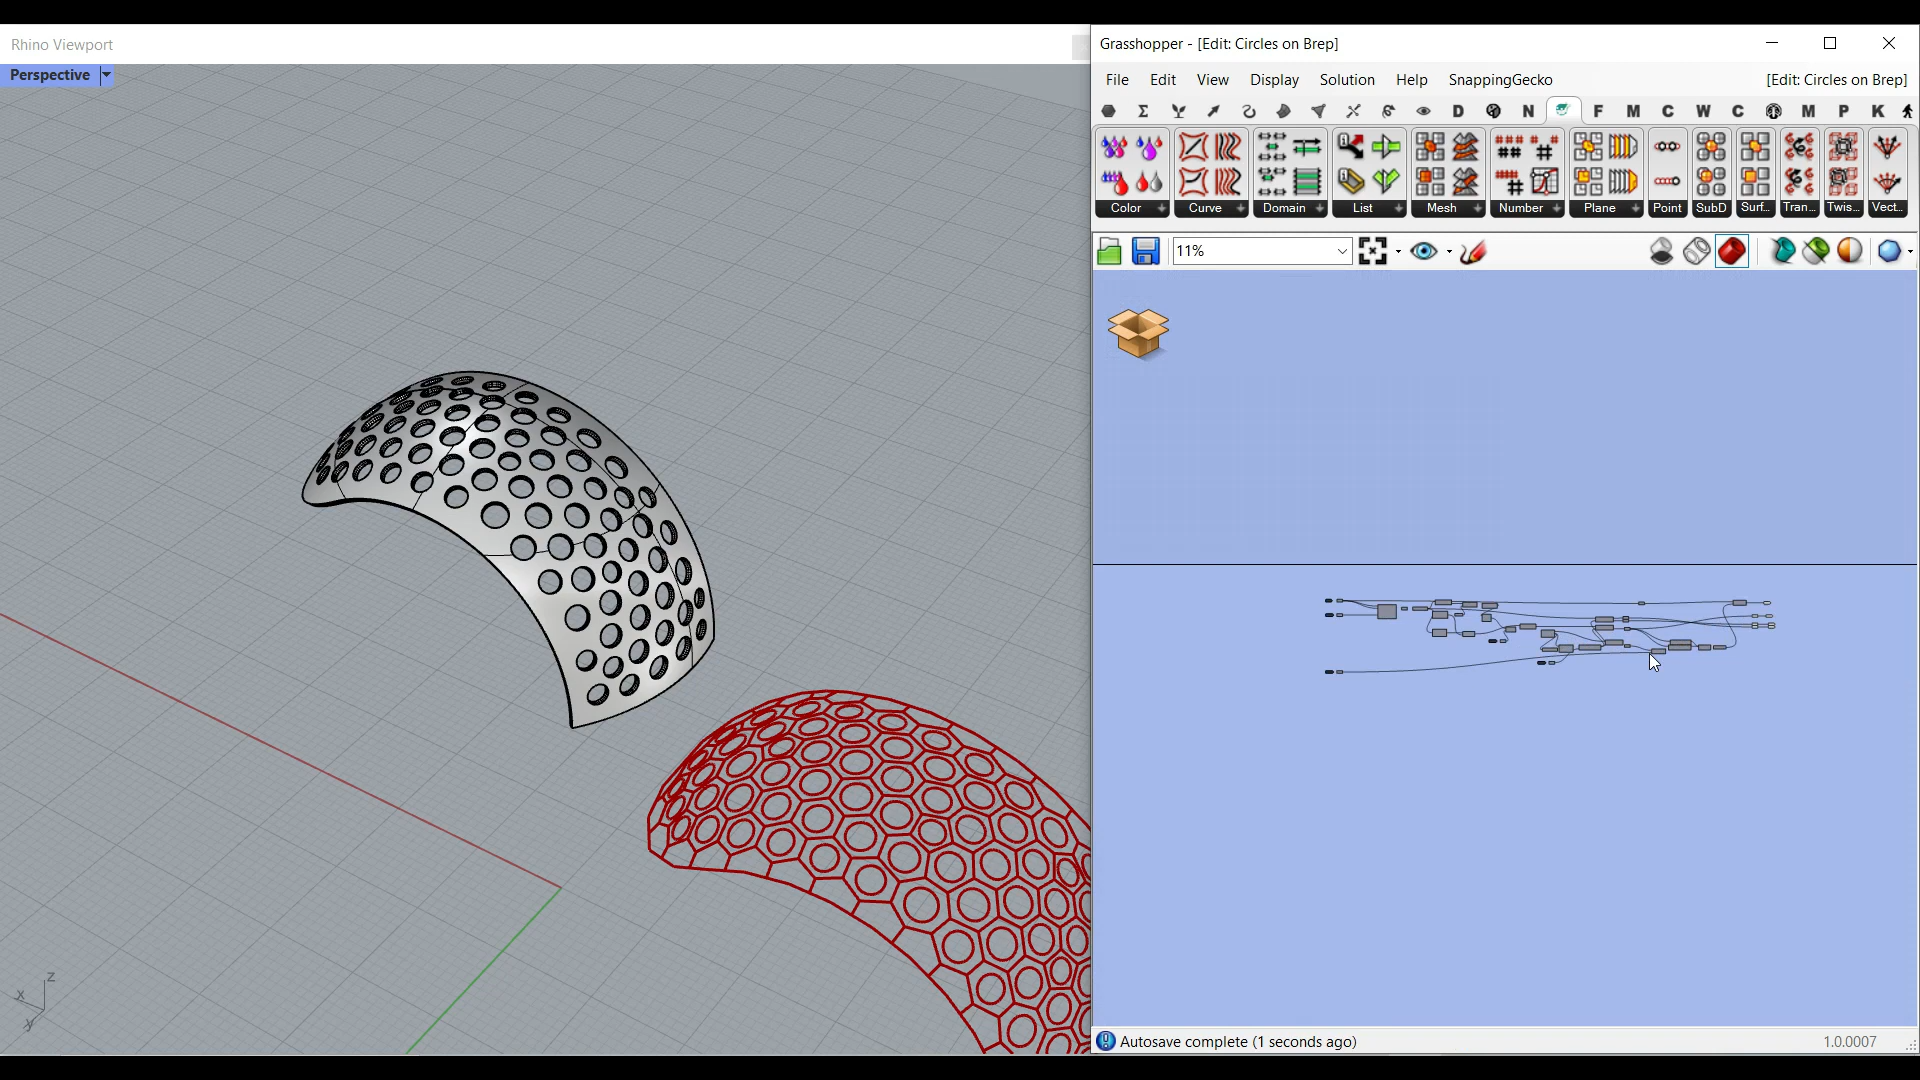 Rhino Viewport
Perspective
x
y
z
Grasshopper - [Edit: Circles on Brep]
File Edit View Display Solution Help SnappingGecko [Edit: Circles on Brep]
D N F M C W C M P K
Color Curve Domain List Mesh Number Plane Point SubD Surf... Tran... Twis... Vect...
11%
Autosave complete (1 seconds ago)
1.0.0007